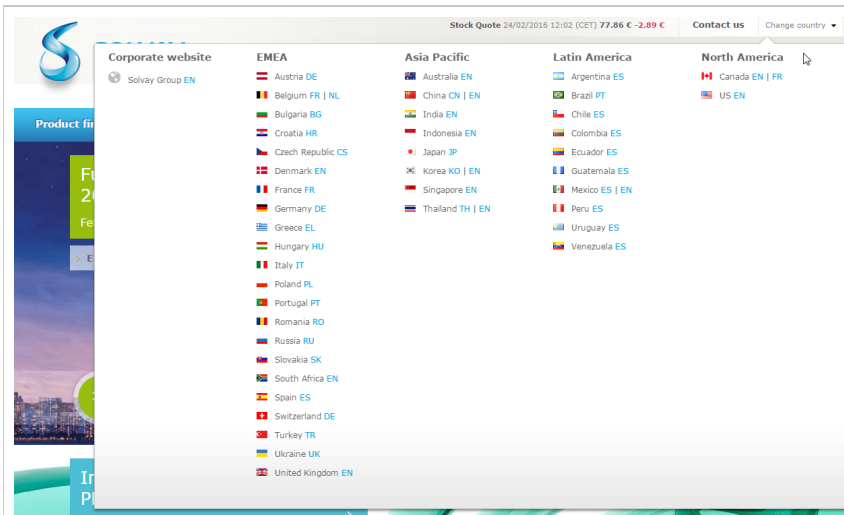 Stock Quote 24/02/2016 12:02 (CET) 77.86 € -2.89 €
Contact us
Change country
Corporate website
Solvay Group EN
EMEA
Austria DE
Belgium FR | NL
Bulgaria BG
Croatia HR
Czech Republic CS
Denmark EN
France FR
Germany DE
Greece EL
Hungary HU
Italy IT
Poland PL
Portugal PT
Romania RO
Russia RU
Slovakia SK
South Africa EN
Spain ES
Switzerland DE
Turkey TR
Ukraine UK
United Kingdom EN
Asia Pacific
Australia EN
China CN | EN
India EN
Indonesia EN
Japan JP
Korea KO | EN
Singapore EN
Thailand TH | EN
Latin America
Argentina ES
Brazil PT
Chile ES
Colombia ES
Ecuador ES
Guatemala ES
Mexico ES | EN
Peru ES
Uruguay ES
Venezuela ES
North America
Canada EN | FR
US EN
Product